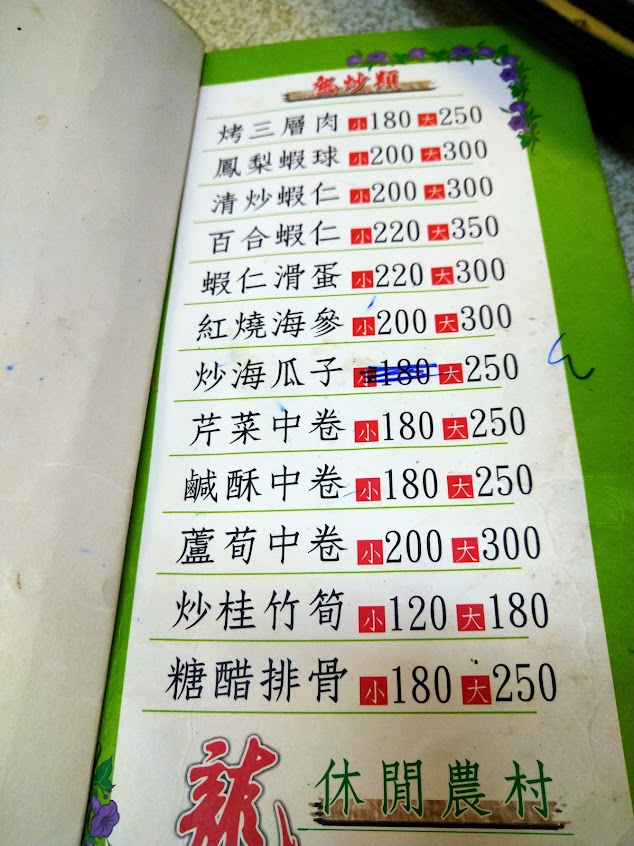 熱炒類
烤三層肉 小180 大250
鳳梨蝦球 小200 大300
清炒蝦仁 小200 大300
百合蝦仁 小220 大350
蝦仁滑蛋 小220 大300
紅燒海參 小200 大300
炒海瓜子 小180 大250
芹菜中卷 小180 大250
鹹酥中卷 小180 大250
蘆荀中卷 小200 大300
炒桂竹筍 小120 大180
糖醋排骨 小180 大250
休閒農村